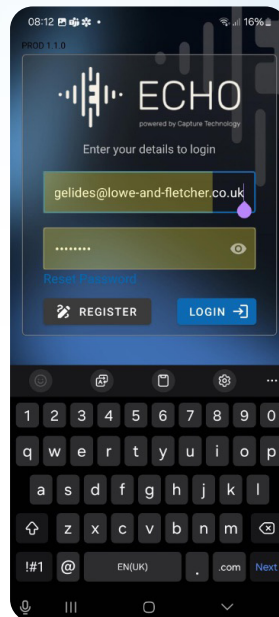 08:12 16%
PROD 1.1.0
ECHO
powered by Capture Technology
Enter your details to login
gelides@lowe-and-fletcher.co.uk
••••••••
Reset Password
REGISTER LOGIN
1 2 3 4 5 6 7 8 9 0
q w e r t y u i o p
a s d f g h j k l
z x c v b n m
!#1 @ EN(UK) . .com Next